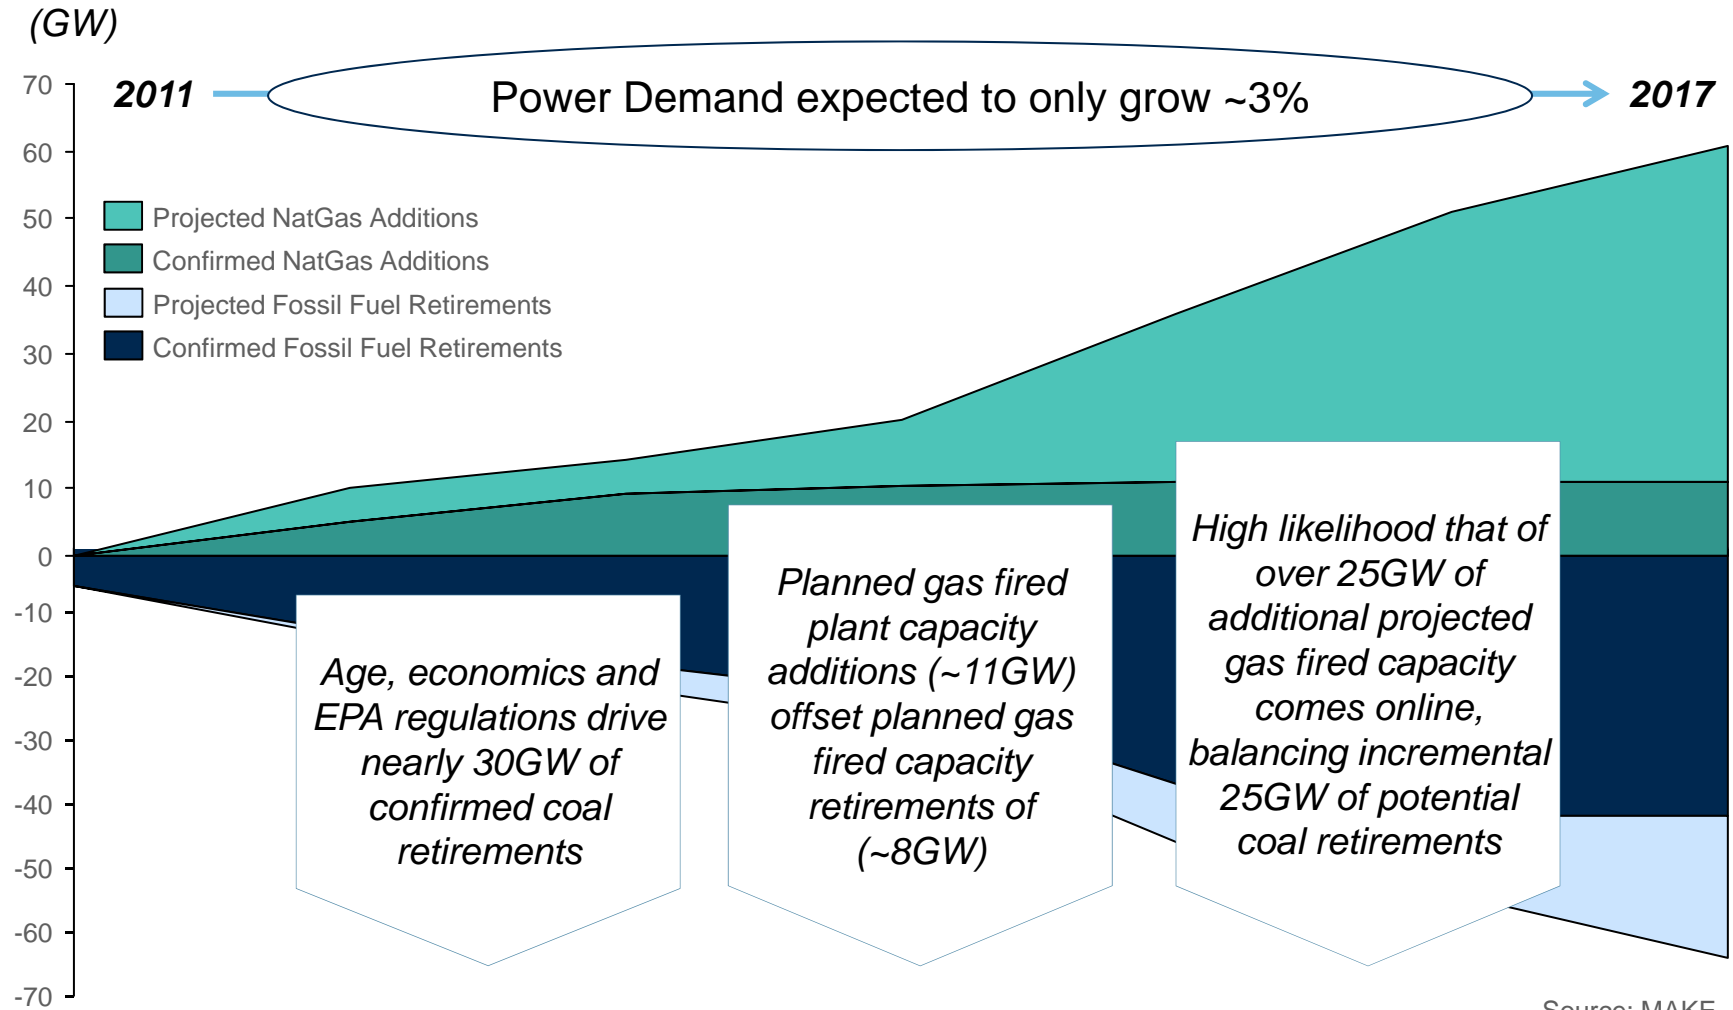 (GW)
2011
Power Demand expected to only grow ~3%
2017
70
60
50
40
30
20
10
0
-10
-20
-30
-40
-50
-60
-70
Projected NatGas Additions
Confirmed NatGas Additions
Projected Fossil Fuel Retirements
Confirmed Fossil Fuel Retirements
Age, economics and
EPA regulations drive
nearly 30GW of
confirmed coal
retirements
Planned gas fired
plant capacity
additions (~11GW)
offset planned gas
fired capacity
retirements of
(~8GW)
High likelihood that of
over 25GW of
additional projected
gas fired capacity
comes online,
balancing incremental
25GW of potential
coal retirements
Source: MAKE